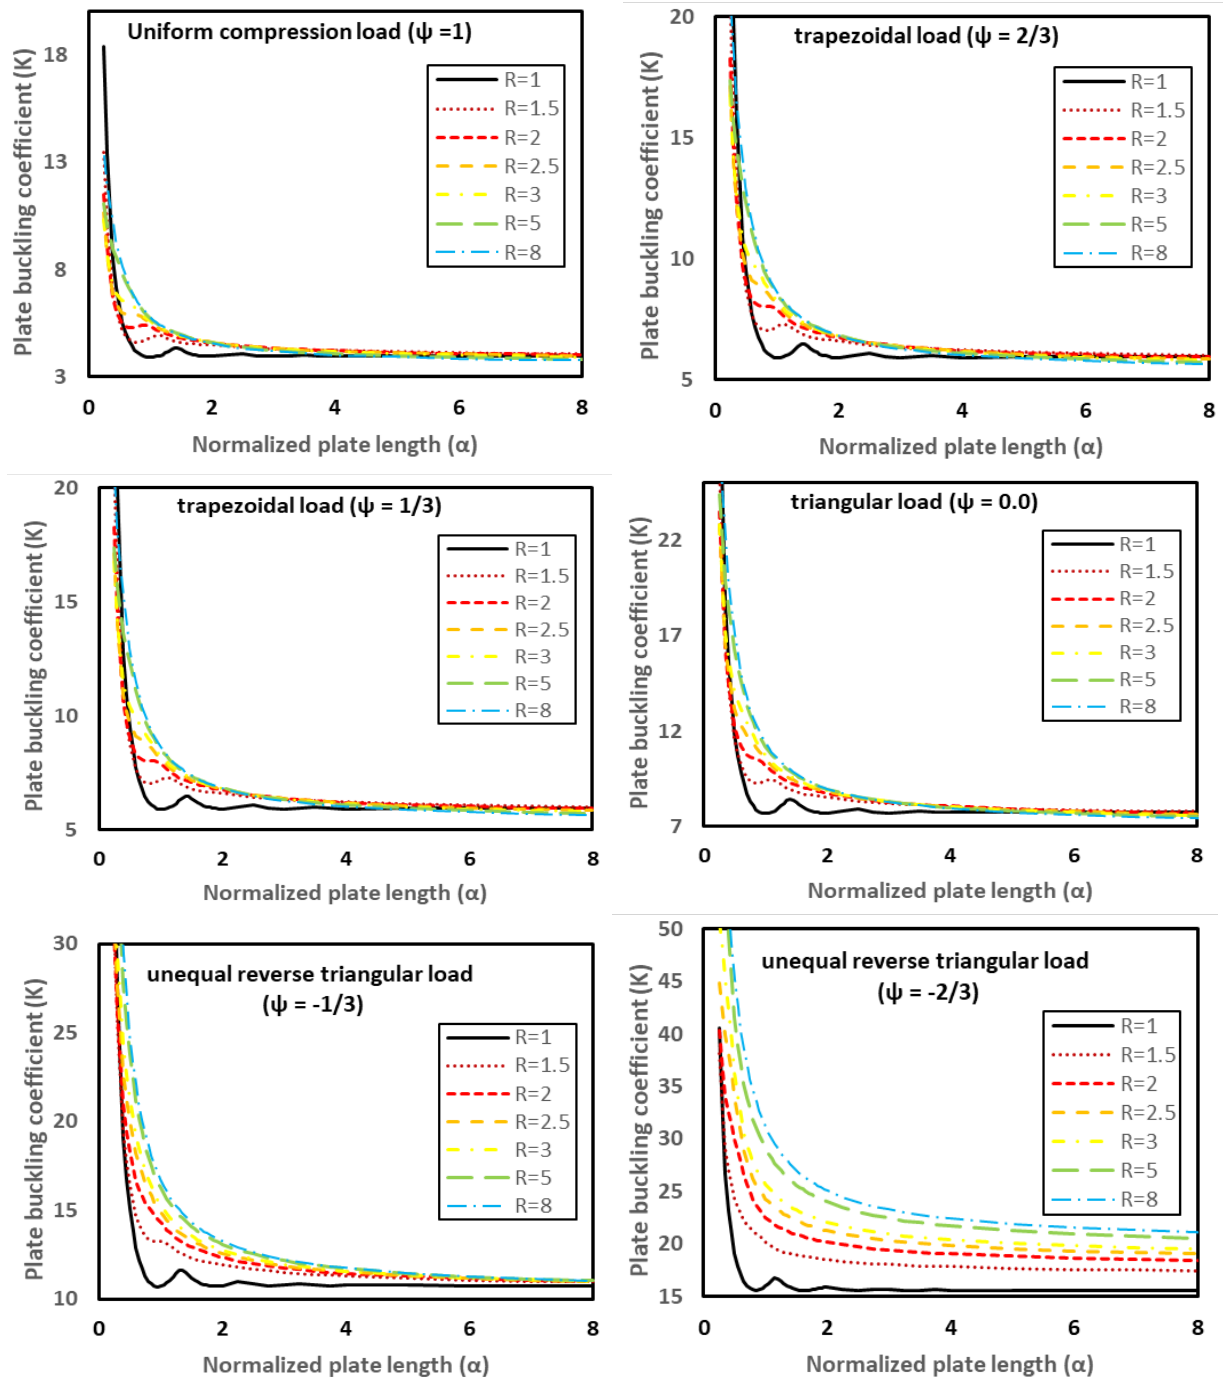 Uniform compression load (ψ =1)
Plate buckling coefficient (K)
18
13
8
3
R=1
R=1.5
R=2
R=2.5
R=3
R=5
R=8
0 2 4 6 8
Normalized plate length (α)
trapezoidal load (ψ = 2/3)
Plate buckling coefficient (K)
20
15
10
5
R=1
R=1.5
R=2
R=2.5
R=3
R=5
R=8
0 2 4 6 8
Normalized plate length (α)
trapezoidal load (ψ = 1/3)
Plate buckling coefficient (K)
20
15
10
5
R=1
R=1.5
R=2
R=2.5
R=3
R=5
R=8
0 2 4 6 8
Normalized plate length (α)
triangular load (ψ = 0.0)
Plate buckling coefficient (K)
22
17
12
7
R=1
R=1.5
R=2
R=2.5
R=3
R=5
R=8
0 2 4 6 8
Normalized plate length (α)
unequal reverse triangular load
(ψ = -1/3)
Plate buckling coefficient (K)
30
25
20
15
10
R=1
R=1.5
R=2
R=2.5
R=3
R=5
R=8
0 2 4 6 8
Normalized plate length (α)
unequal reverse triangular load
(ψ = -2/3)
Plate buckling coefficient (K)
50
45
40
35
30
25
20
15
R=1
R=1.5
R=2
R=2.5
R=3
R=5
R=8
0 2 4 6 8
Normalized plate length (α)